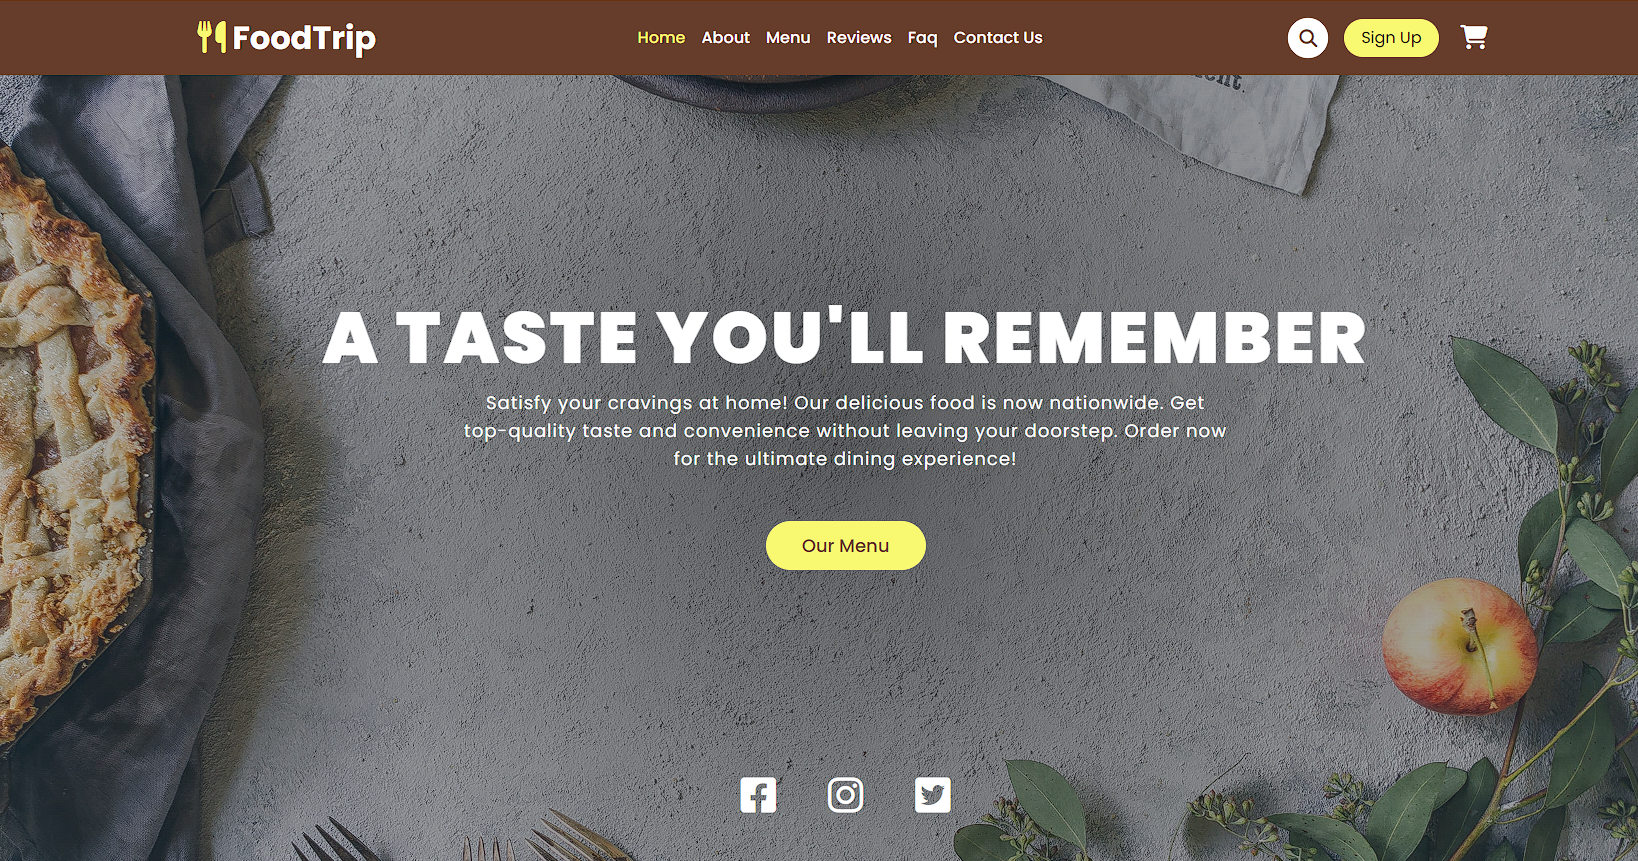 FoodTrip
Home About Menu Reviews Faq Contact Us
Sign Up
A TASTE YOU'LL REMEMBER
Satisfy your cravings at home! Our delicious food is now nationwide. Get
top-quality taste and convenience without leaving your doorstep. Order now
for the ultimate dining experience!
Our Menu